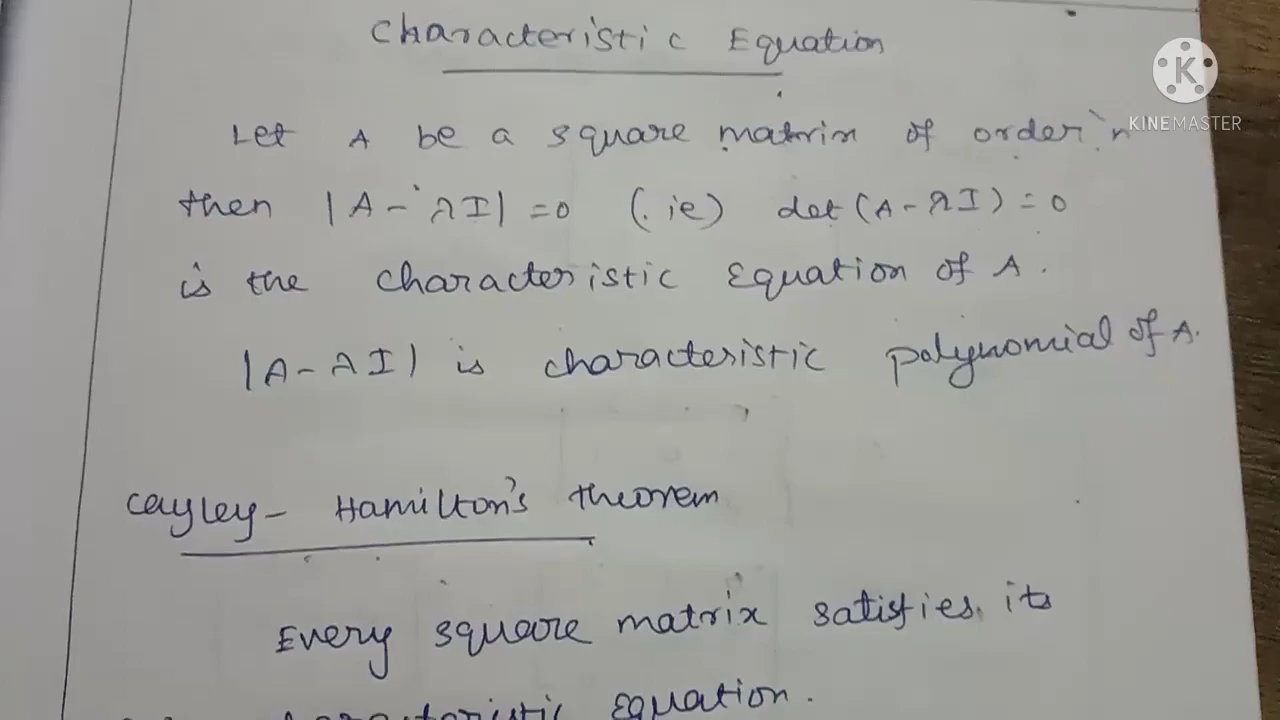 Characteristic Equation
KINEMASTER
Let A be a square matrix of order 'n
then |A - λI| = 0 (.ie) det (A - λI) = 0
is the characteristic Equation of A.
|A - λI| is characteristic polynomial of A.
Cayley - Hamilton's theorem
Every square matrix satisfies its
Equation.